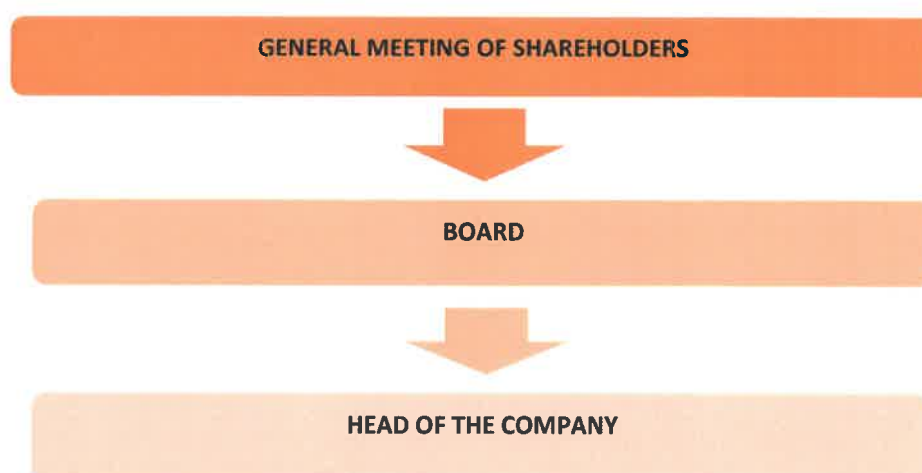 GENERAL MEETING OF SHAREHOLDERS
BOARD
HEAD OF THE COMPANY